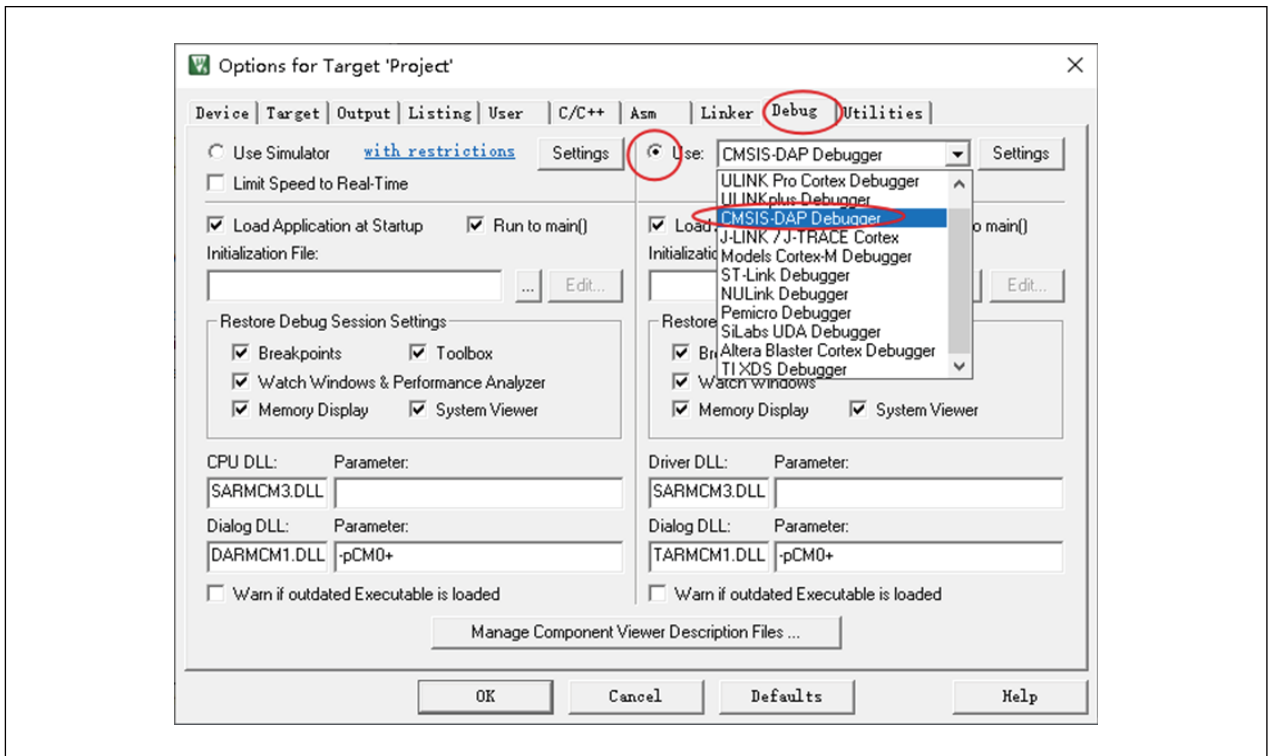 Options for Target 'Project'
Device Target Output Listing User C/C++ Asm Linker Debug Utilities
Use Simulator with restrictions Settings
Limit Speed to Real-Time
Load Application at Startup Run to main()
Initialization File:
... Edit...
Restore Debug Session Settings
Breakpoints Toolbox
Watch Windows & Performance Analyzer
Memory Display System Viewer
CPU DLL: Parameter:
SARMCM3.DLL
Dialog DLL: Parameter:
DARMCM1.DLL -pCM0+
Warn if outdated Executable is loaded
Use: CMSIS-DAP Debugger Settings
ULINK Pro Cortex Debugger
ULINKplus Debugger
CMSIS-DAP Debugger
J-LINK / J-TRACE Cortex
Models Cortex-M Debugger
ST-Link Debugger
NULink Debugger
Pemicro Debugger
SiLabs UDA Debugger
Altera Blaster Cortex Debugger
TI XDS Debugger
main()
Edit...
Restore
Watch Windows
Memory Display System Viewer
Driver DLL: Parameter:
SARMCM3.DLL
Dialog DLL: Parameter:
TARMCM1.DLL -pCM0+
Warn if outdated Executable is loaded
Manage Component Viewer Description Files ...
OK Cancel Defaults Help